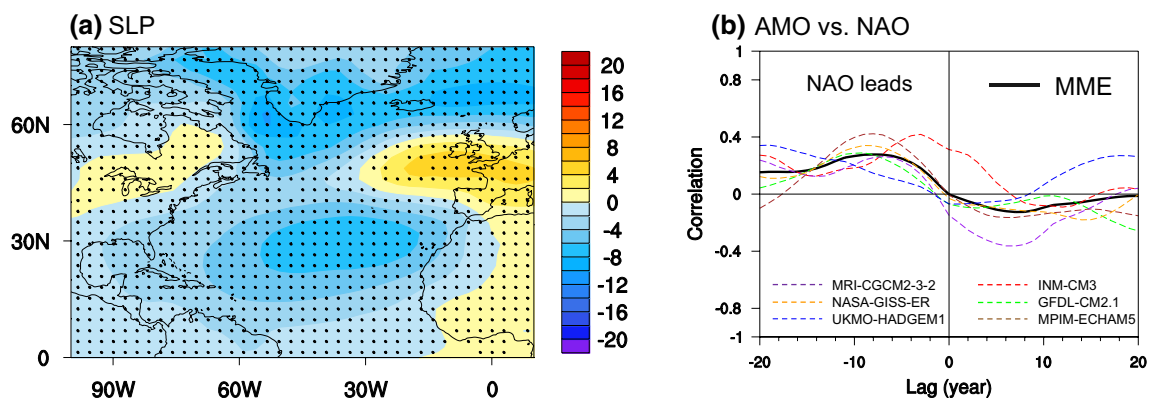 (a) SLP
60N
30N
0
90W
60W
30W
0
20
16
12
8
4
0
-4
-8
-12
-16
-20
(b) AMO vs. NAO
Correlation
1
0.8
0.4
0
-0.4
-0.8
-1
NAO leads
MME
MRI-CGCM2-3-2
NASA-GISS-ER
UKMO-HADGEM1
INM-CM3
GFDL-CM2.1
MPIM-ECHAM5
-20
-10
0
10
20
Lag (year)